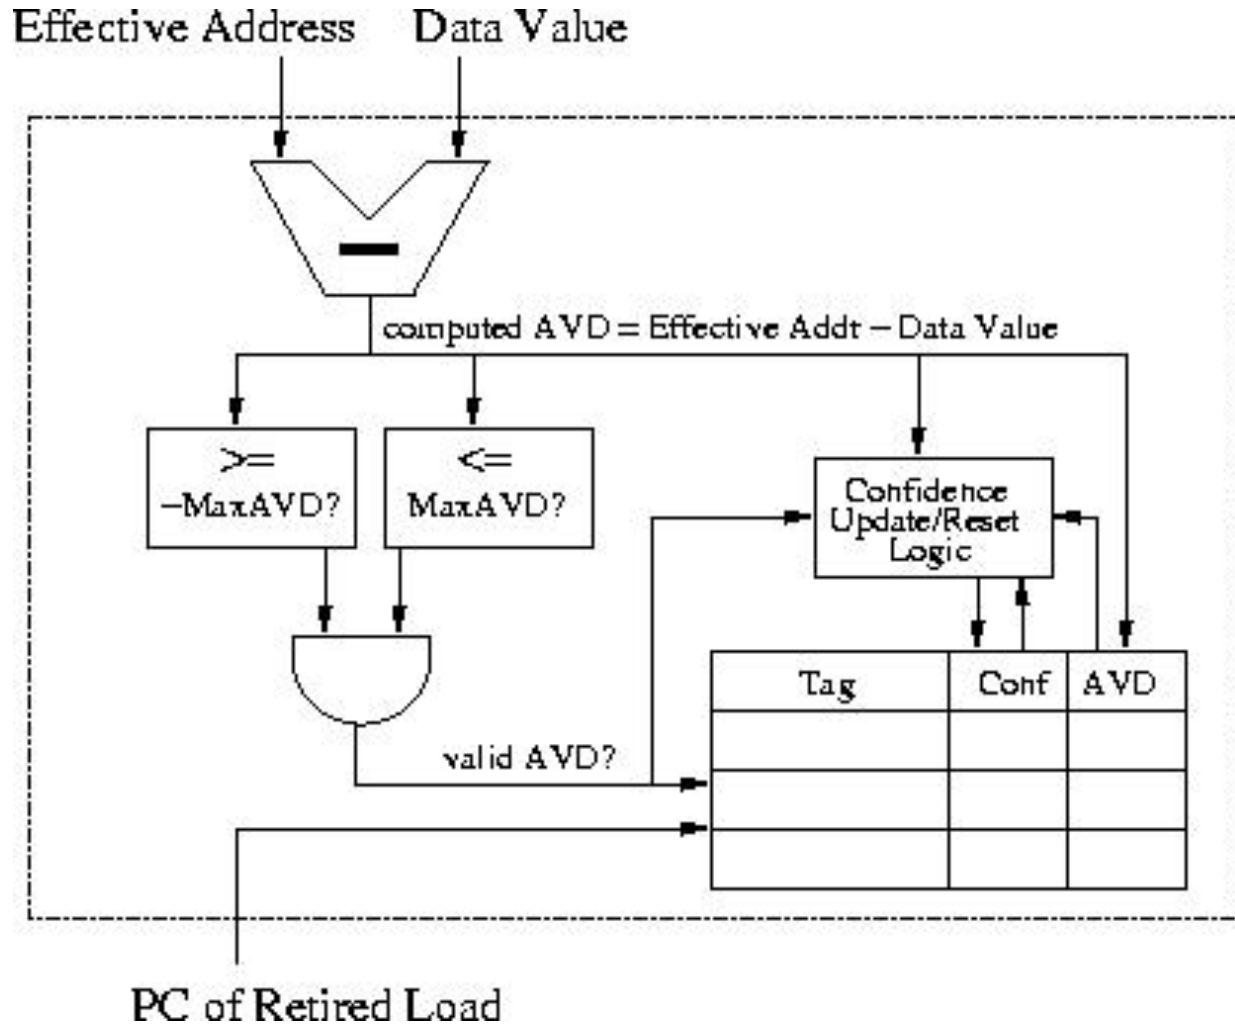 Effective Address Data Value
computed AVD = Effective Addr − Data Value
>= <=
−MaxAVD? MaxAVD?
Confidence
Update/Reset
Logic
Tag Conf AVD
valid AVD?
PC of Retired Load